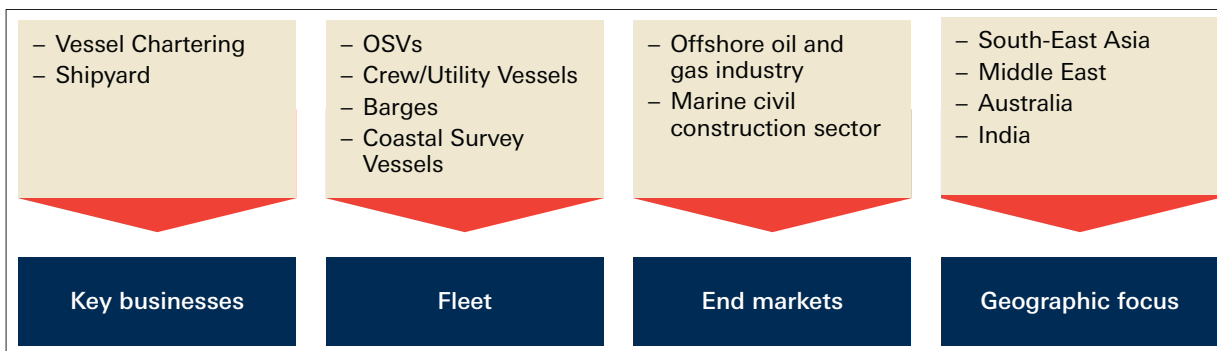 – Vessel Chartering
– Shipyard
– OSVs
– Crew/Utility Vessels
– Barges
– Coastal Survey
Vessels
– Offshore oil and
gas industry
– Marine civil
construction sector
– South-East Asia
– Middle East
– Australia
– India
Key businesses
Fleet
End markets
Geographic focus